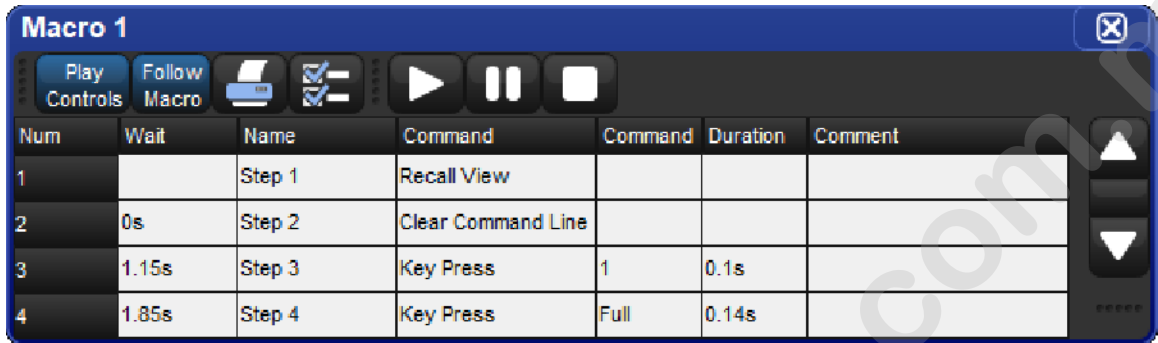 Macro 1
Play Controls Follow Macro
Num Wait Name Command Command Duration Comment
1 Step 1 Recall View
2 0s Step 2 Clear Command Line
3 1.15s Step 3 Key Press 1 0.1s
4 1.85s Step 4 Key Press Full 0.14s
com.